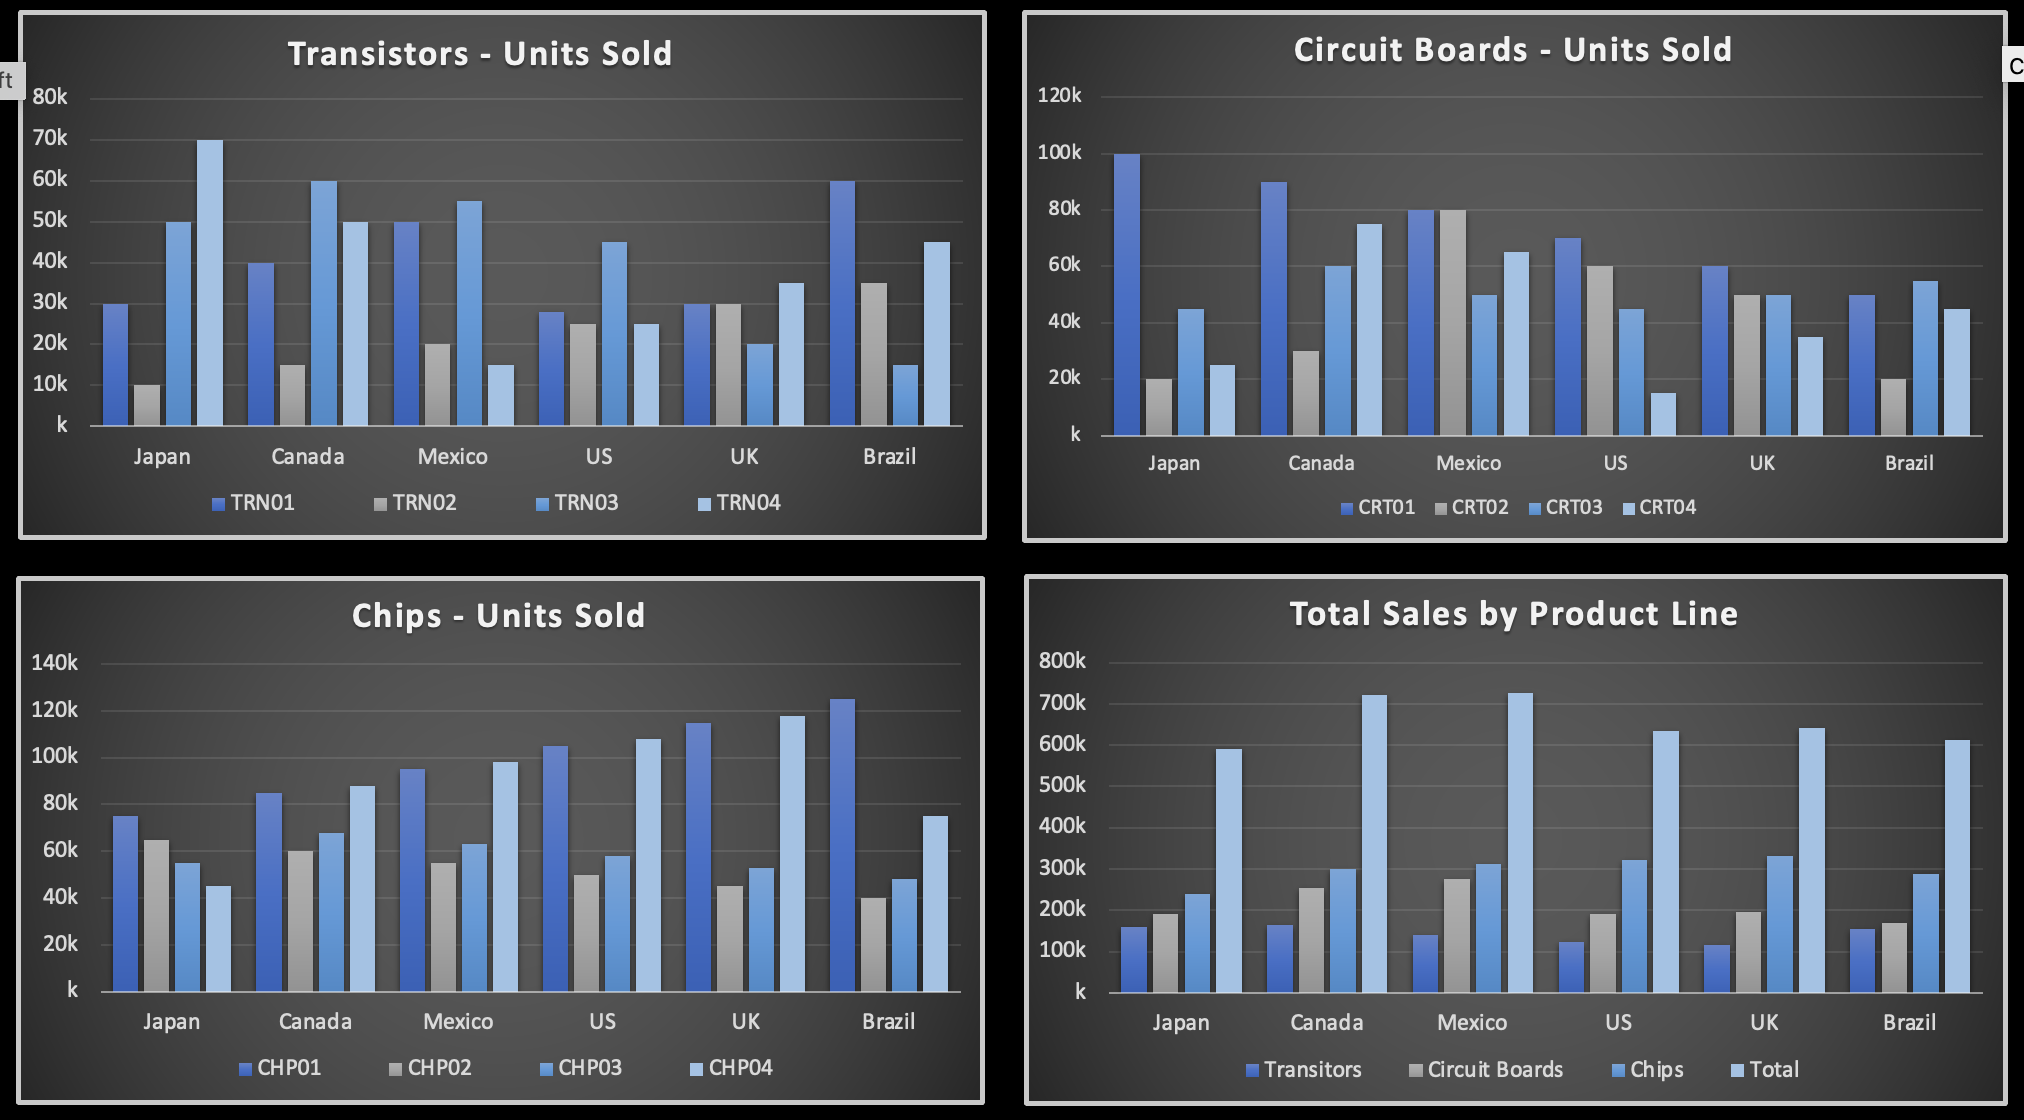 ft
C
Transistors - Units Sold
80k
70k
60k
50k
40k
30k
20k
10k
k
Japan Canada Mexico US UK Brazil
TRN01 TRN02 TRN03 TRN04
Circuit Boards - Units Sold
120k
100k
80k
60k
40k
20k
k
Japan Canada Mexico US UK Brazil
CRT01 CRT02 CRT03 CRT04
Chips - Units Sold
140k
120k
100k
80k
60k
40k
20k
k
Japan Canada Mexico US UK Brazil
CHP01 CHP02 CHP03 CHP04
Total Sales by Product Line
800k
700k
600k
500k
400k
300k
200k
100k
k
Japan Canada Mexico US UK Brazil
Transitors Circuit Boards Chips Total